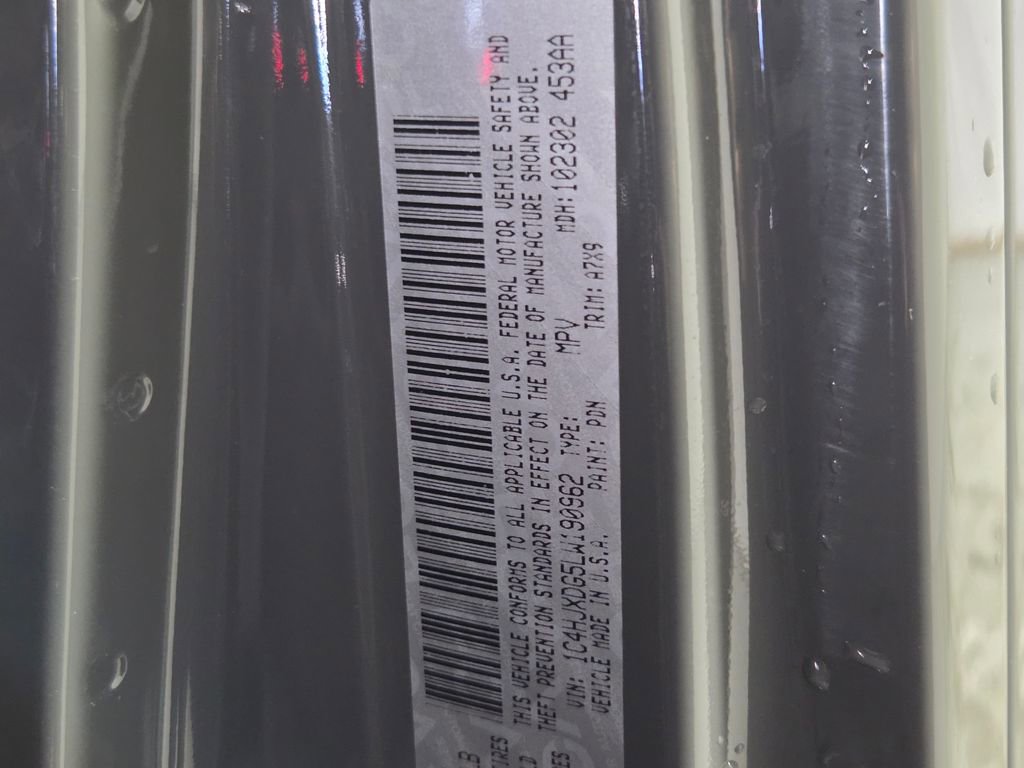 THIS VEHICLE CONFORMS TO ALL APPLICABLE U.S.A. FEDERAL MOTOR VEHICLE SAFETY AND
THEFT PREVENTION STANDARDS IN EFFECT ON THE DATE OF MANUFACTURE SHOWN ABOVE.
VIN: 1C4HJXDG5LW190962 TYPE: MPV MDH:102302 453AA
VEHICLE MADE IN U.S.A. PAINT: PDN TRIM: A7X9
LB